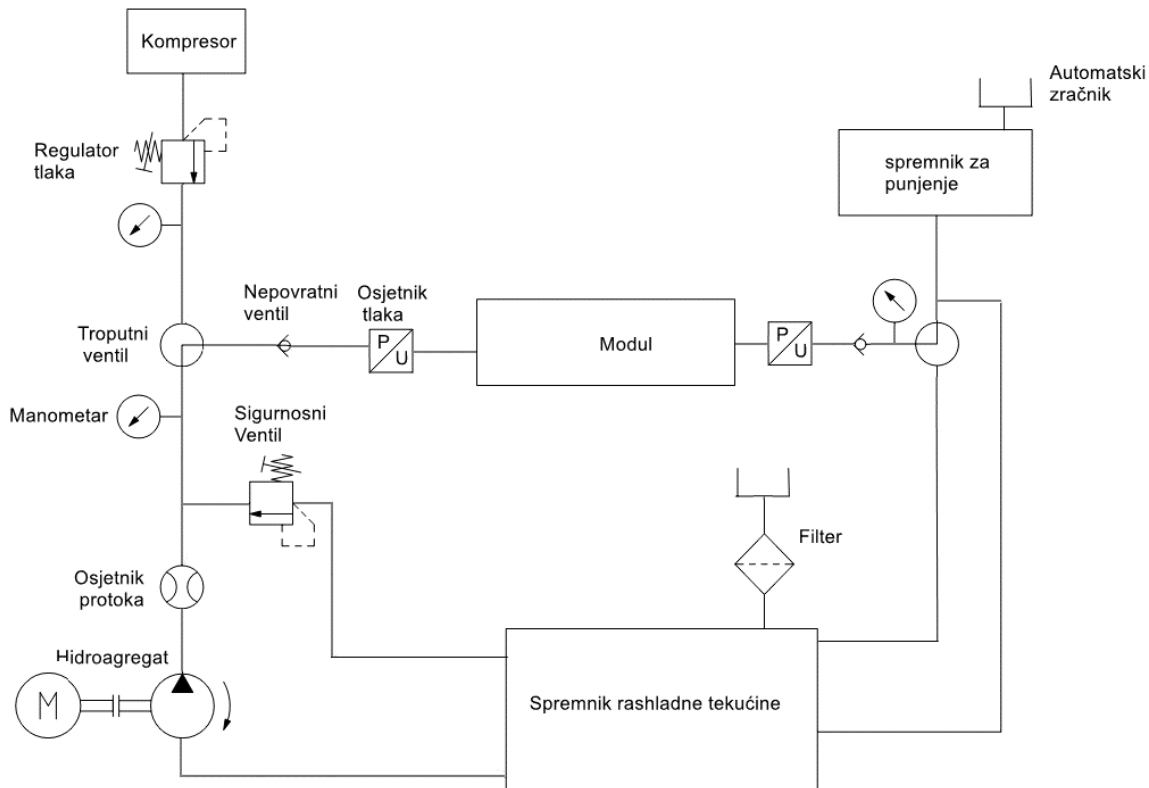 Kompresor
Automatski
zračnik
Regulator
tlaka
spremnik za
punjenje
Nepovratni
ventil
Osjetnik
tlaka
Troputni
ventil
P
U
Modul
P
U
Manometar
Sigurnosni
Ventil
Filter
Osjetnik
protoka
Hidroagregat
M
Spremnik rashladne tekućine